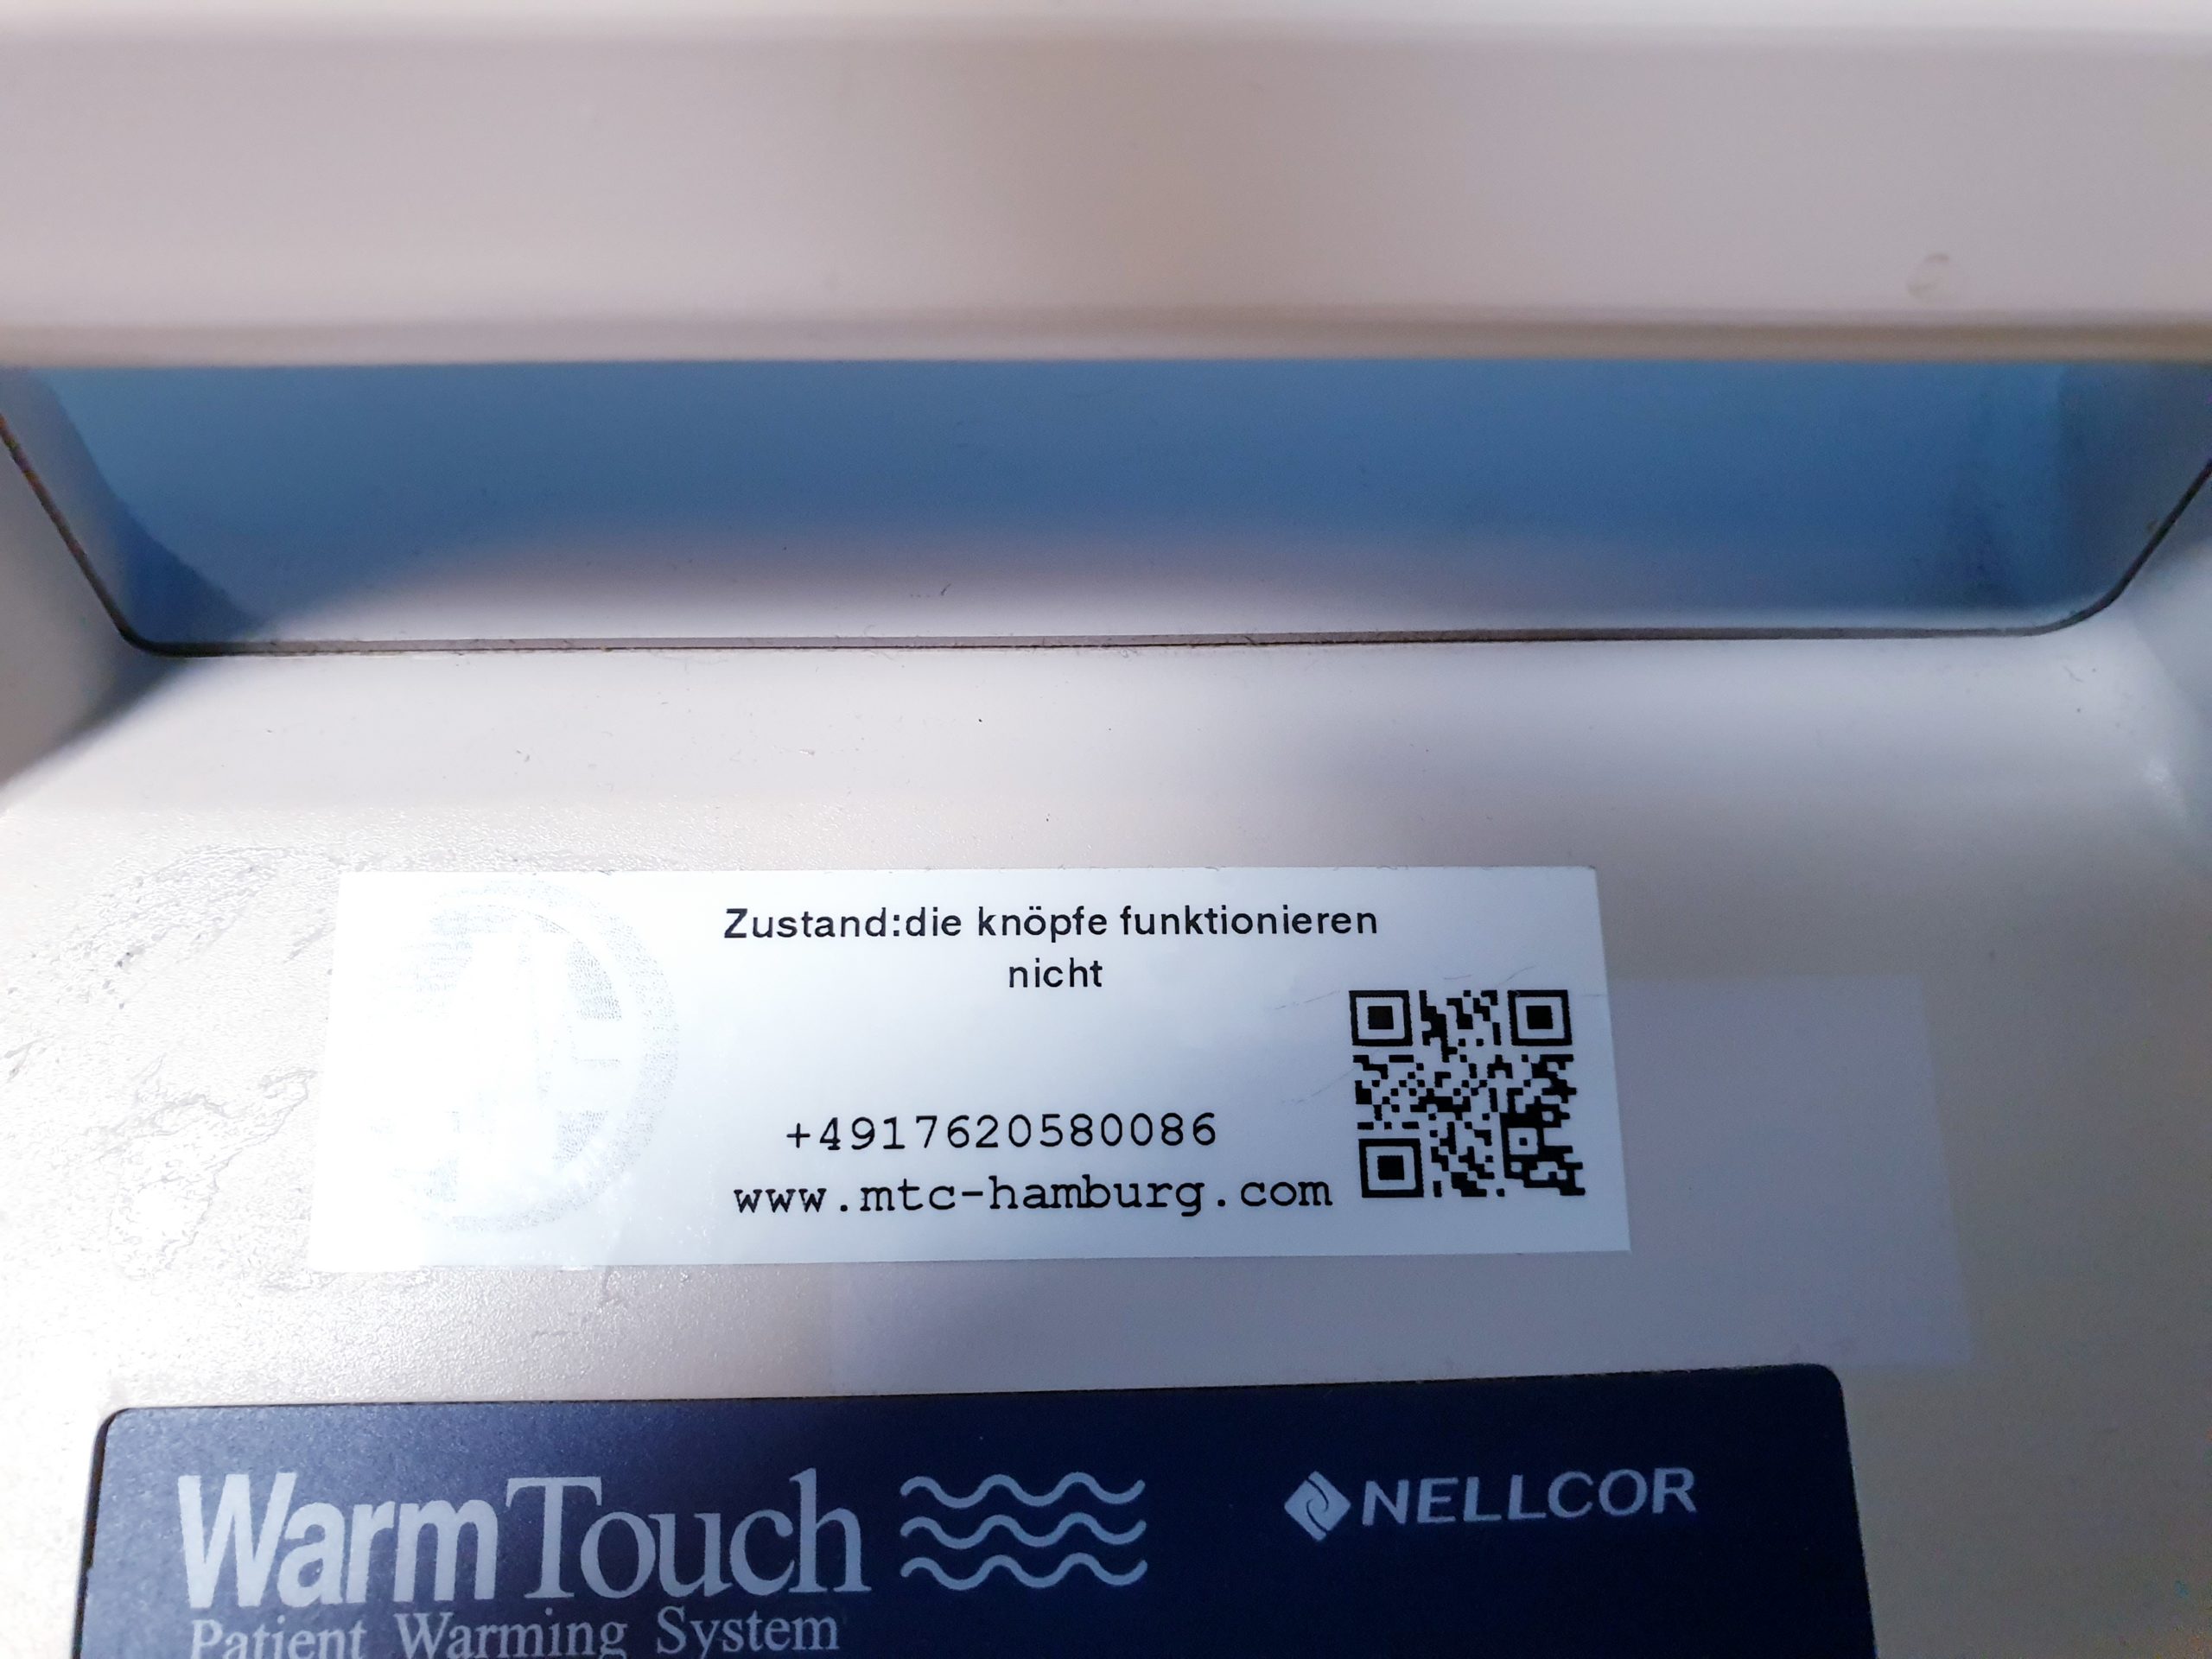 Zustand:die knöpfe funktionieren
nicht
+4917620580086
www.mtc-hamburg.com
WarmTouch
NELLCOR
Patient Warming System